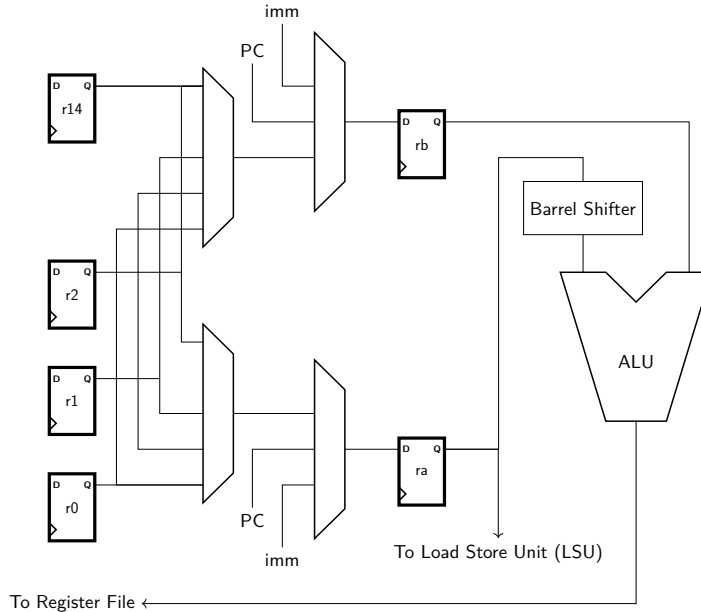 imm
PC
D Q
r14
D Q
rb
Barrel Shifter
D Q
r2
ALU
D Q
r1
D Q
ra
D Q
r0
PC
imm
To Load Store Unit (LSU)
To Register File